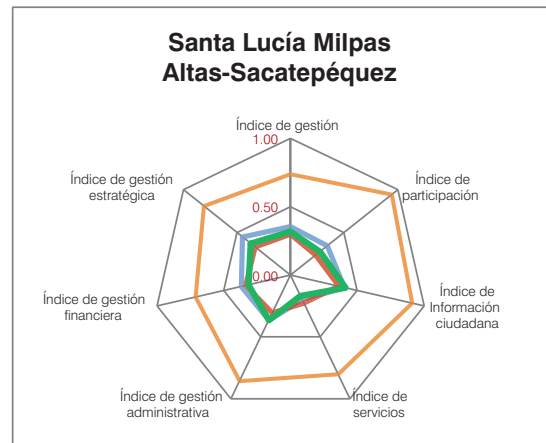 Santa Lucía Milpas
Altas-Sacatepéquez
Índice de gestión
1.00
Índice de gestión
estratégica
Índice de
participación
0.50
0.00
Índice de gestión
financiera
Índice de
Información
ciudadana
Índice de gestión
administrativa
Índice de
servicios